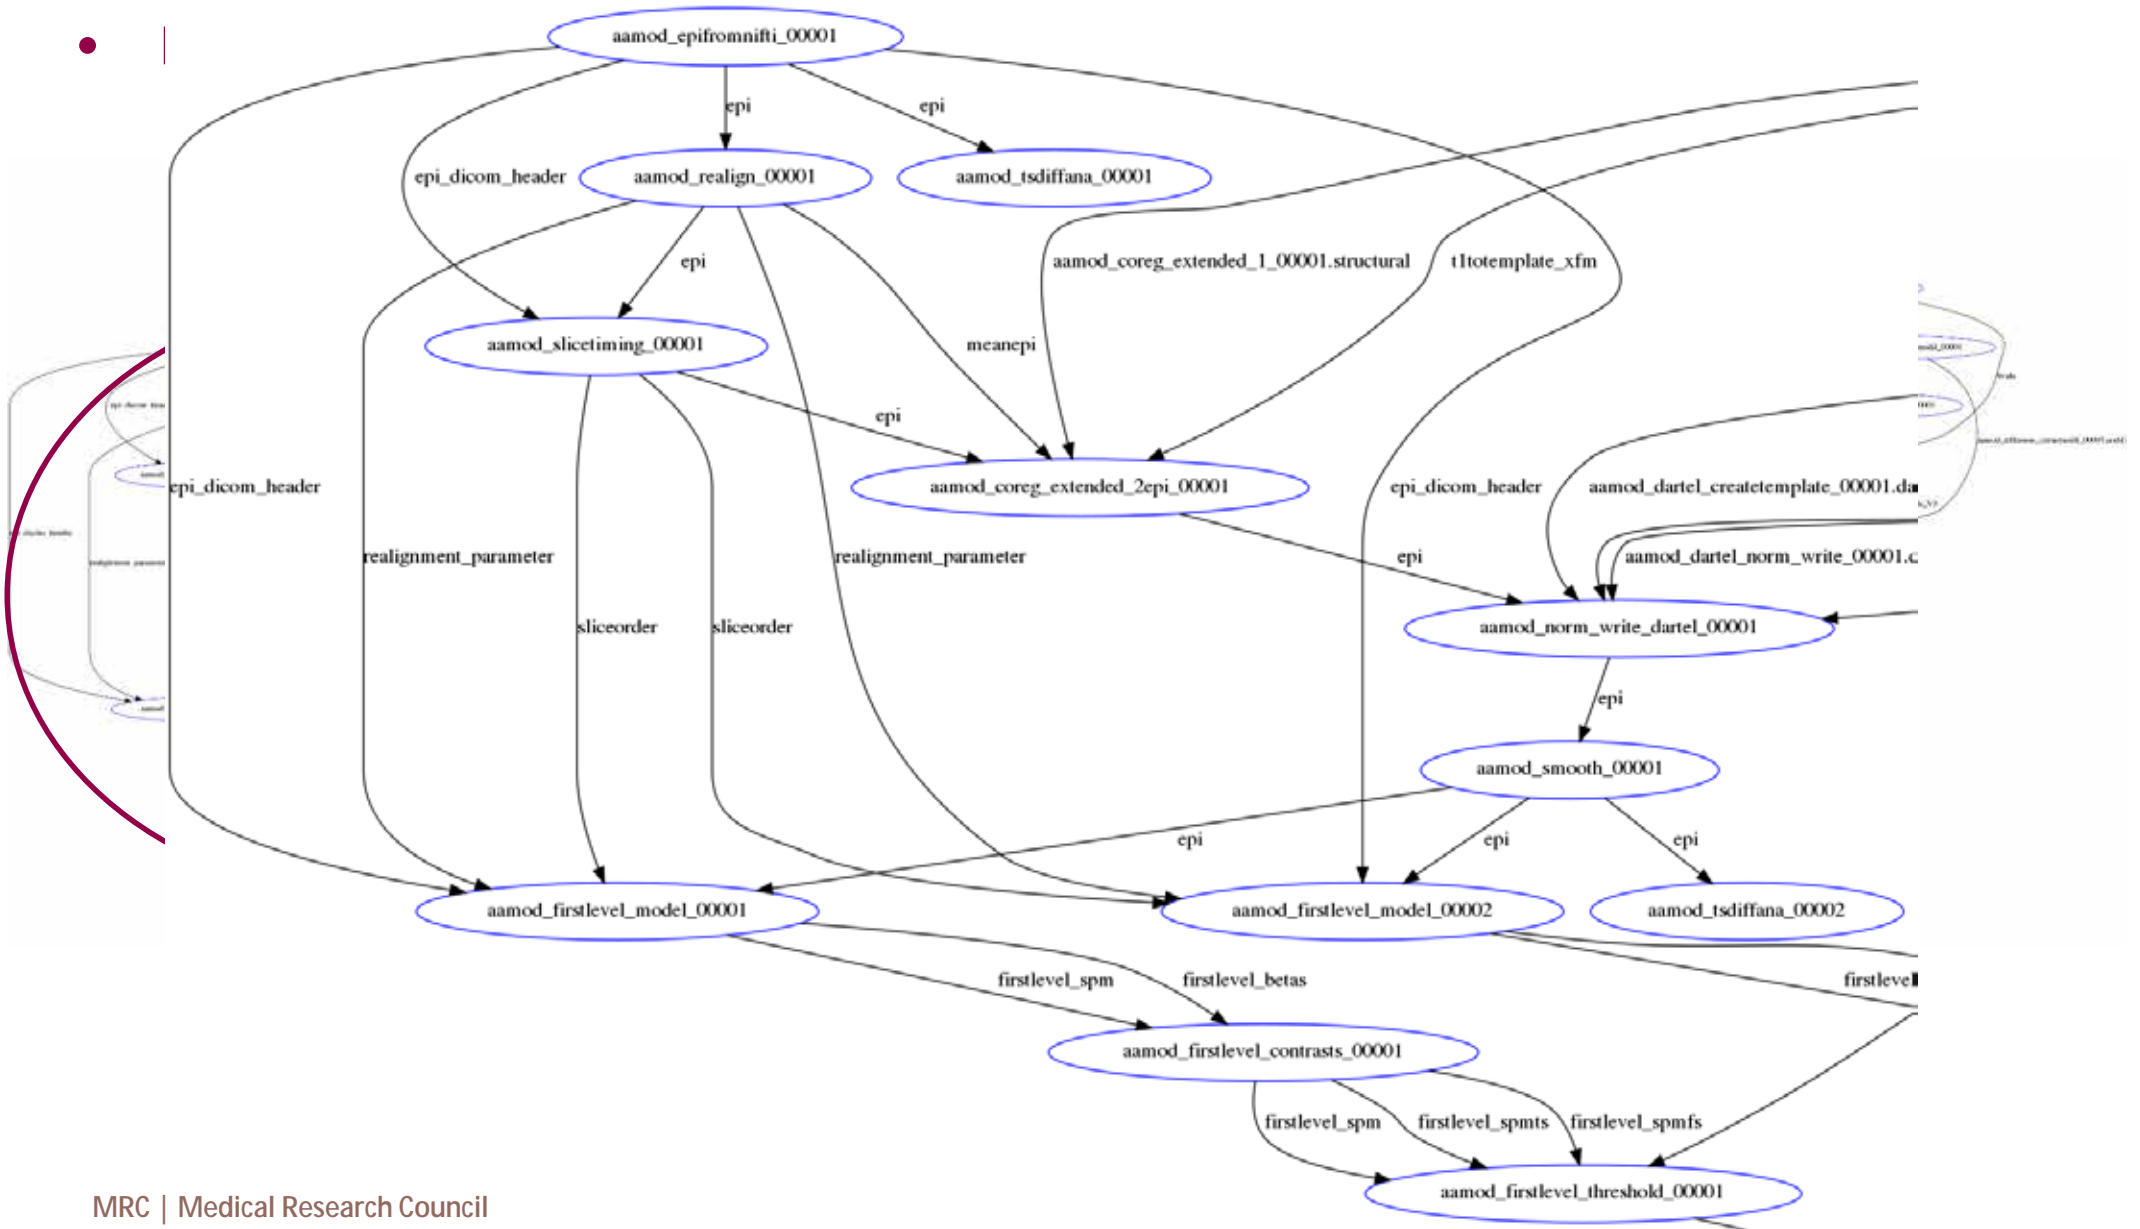 aamod_epifromnifti_00001
epi
epi
epi_dicom_header
aamod_realign_00001
aamod_tsdiffana_00001
epi
aamod_coreg_extended_1_00001.structural
t1totemplate_xfm
aamod_slicetiming_00001
meanepi
epi
epi_dicom_header
aamod_coreg_extended_2epi_00001
epi_dicom_header
aamod_dartel_createtemplate_00001.da
realignment_parameter
realignment_parameter
epi
aamod_dartel_norm_write_00001.c
sliceorder
sliceorder
aamod_norm_write_dartel_00001
epi
aamod_smooth_00001
epi
epi
epi
aamod_firstlevel_model_00001
aamod_firstlevel_model_00002
aamod_tsdiffana_00002
firstlevel_spm
firstlevel_betas
firstlevel
aamod_firstlevel_contrasts_00001
firstlevel_spm
firstlevel_spmts
firstlevel_spmfs
aamod_firstlevel_threshold_00001
MRC | Medical Research Council